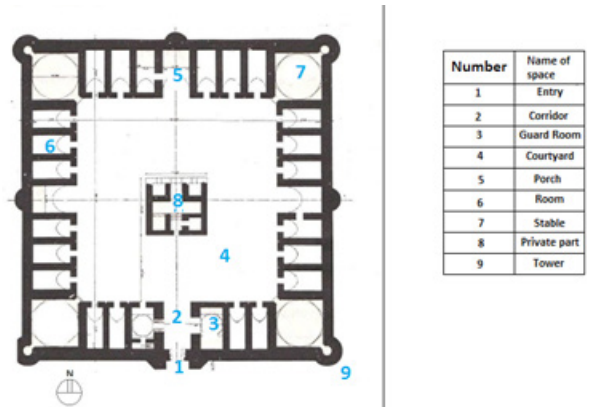 5
7
6
8
4
2
3
1
9
N
Number Name of
space
1 Entry
2 Corridor
3 Guard Room
4 Courtyard
5 Porch
6 Room
7 Stable
8 Private part
9 Tower